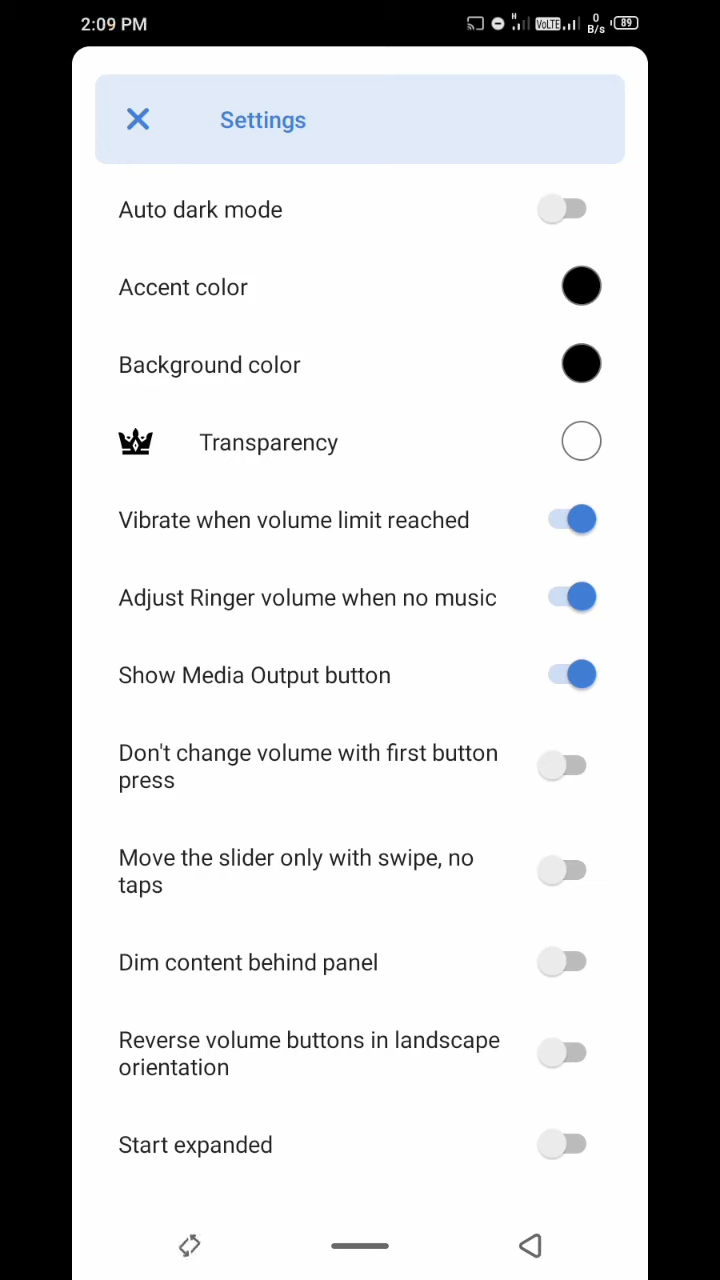 2:09 PM
H
VoLTE
0
B/s
89
Settings
Auto dark mode
Accent color
Background color
Transparency
Vibrate when volume limit reached
Adjust Ringer volume when no music
Show Media Output button
Don't change volume with first button
press
Move the slider only with swipe, no
taps
Dim content behind panel
Reverse volume buttons in landscape
orientation
Start expanded